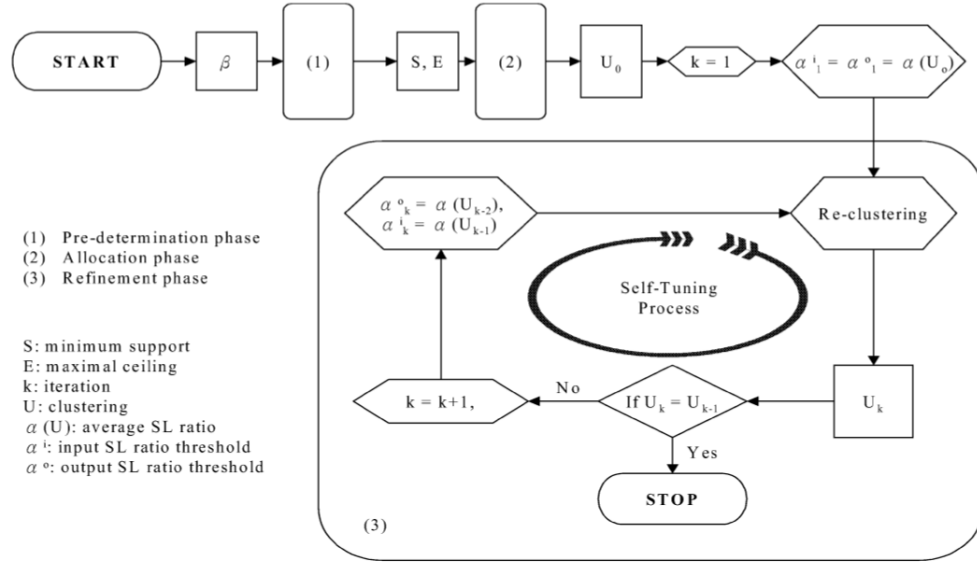 START
β
(1)
S, E
(2)
U₀
k = 1
α ⁱ₁ = α ᵒ₁ = α (Uₒ)
α ᵒₖ = α (Uₖ₋₂),
α ⁱₖ = α (Uₖ₋₁)
Re-clustering
(1) Pre-determination phase
(2) Allocation phase
(3) Refinement phase
Self-Tuning
Process
S: minimum support
E: maximal ceiling
k: iteration
U: clustering
α (U): average SL ratio
α ⁱ: input SL ratio threshold
α ᵒ: output SL ratio threshold
k = k+1,
No
If Uₖ = Uₖ₋₁
Uₖ
Yes
STOP
(3)